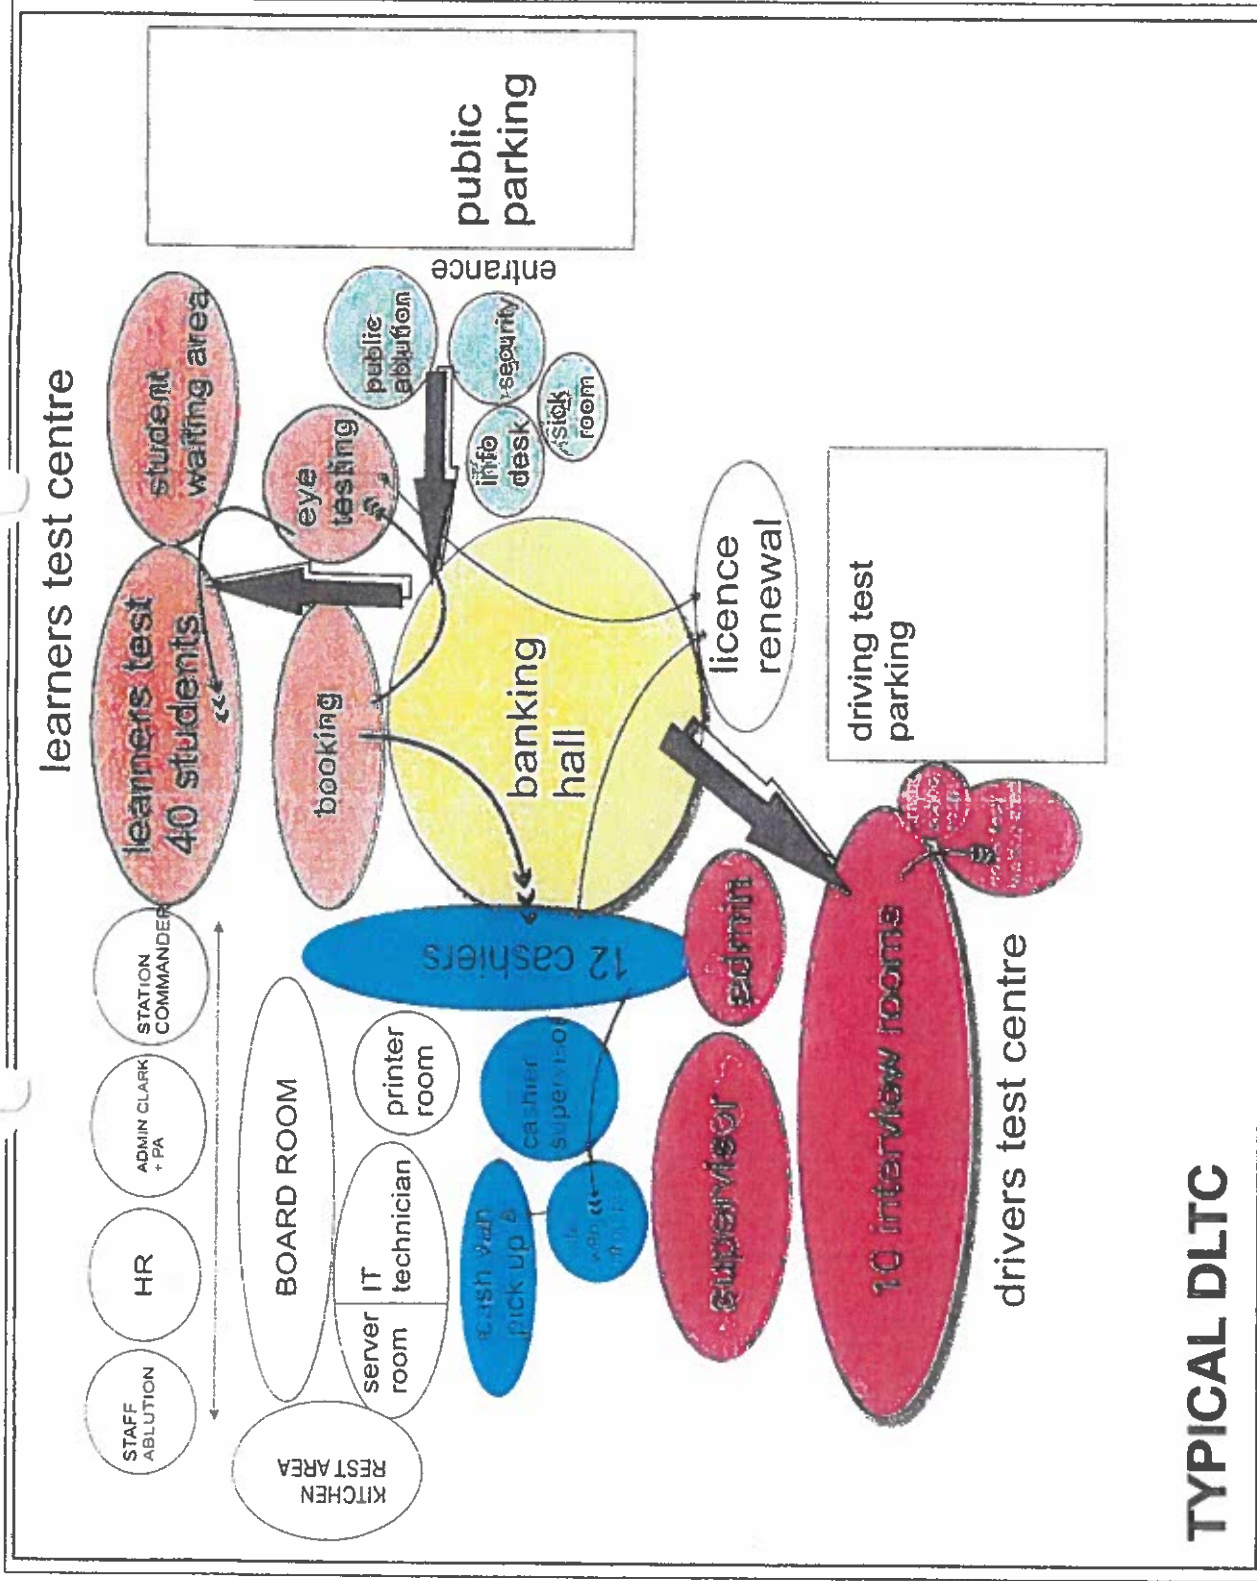 learners test centre
STAFF
ABLUTION
HR
ADMIN CLARK
+ PA
STATION
COMMANDER
learners test
40 students
student
waiting area
KITCHEN
REST AREA
BOARD ROOM
booking
eye
testing
public
ablution
server
room
IT
technician
printer
room
12 cashiers
entrance
public
parking
cash van
pick up &
cashier
supervisor
banking
hall
info
desk
security
sick
room
supervisor
admin
licence
renewal
10 interview rooms
driving test
parking
drivers test centre
TYPICAL DLTC